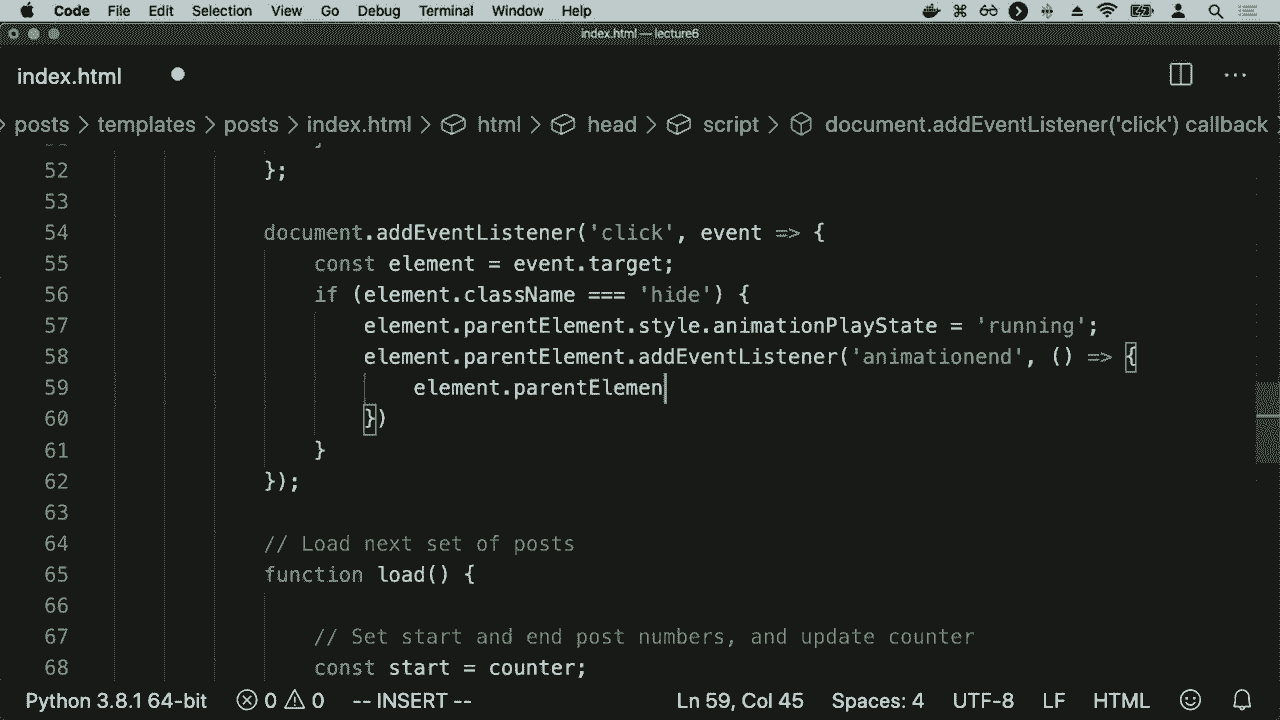 Code File Edit Selection View Go Debug Terminal Window Help
index.html — lecture6
index.html
posts > templates > posts > index.html > html > head > script > document.addEventListener('click') callback
52 };
53
54 document.addEventListener('click', event => {
55 const element = event.target;
56 if (element.className === 'hide') {
57 element.parentElement.style.animationPlayState = 'running';
58 element.parentElement.addEventListener('animationend', () => {
59 element.parentElemen
60 })
61 }
62 });
63
64 // Load next set of posts
65 function load() {
66
67 // Set start and end post numbers, and update counter
68 const start = counter;
Python 3.8.1 64-bit 0 0 -- INSERT -- Ln 59, Col 45 Spaces: 4 UTF-8 LF HTML